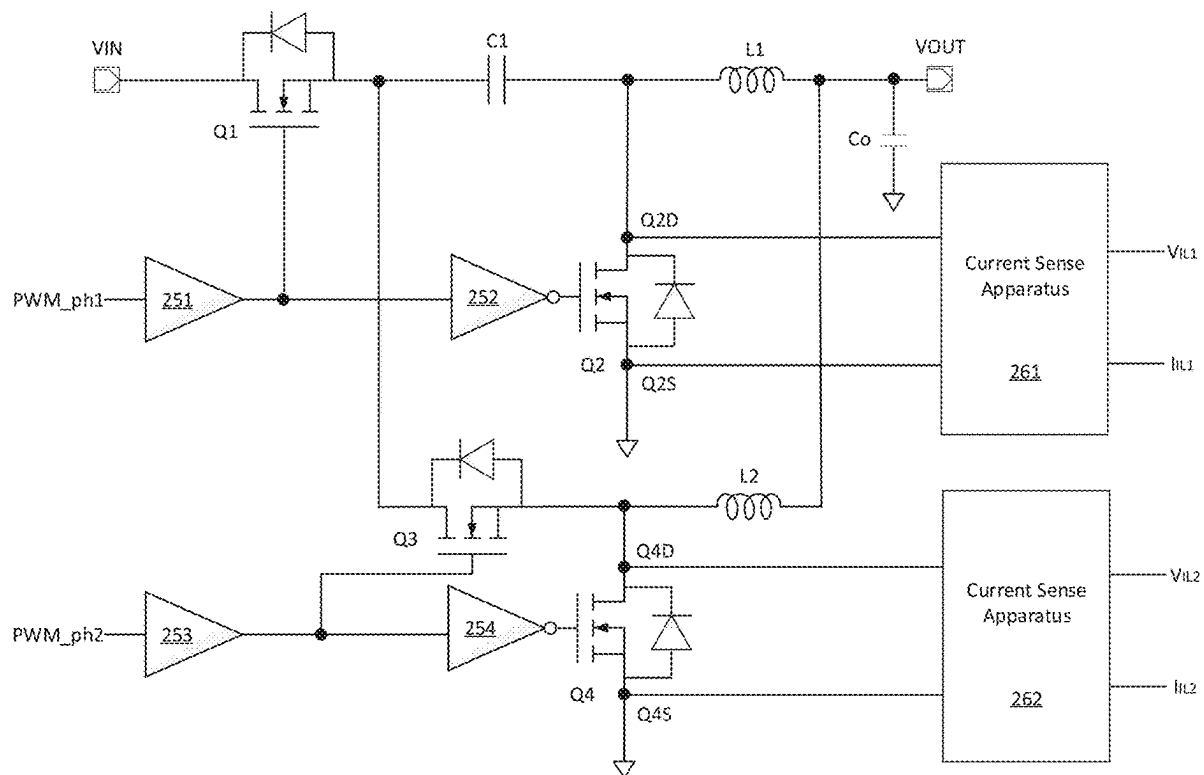 VIN
C1
L1
VOUT
Q1
Co
Q2D
PWM_ph1
251
252
Q2
Q2S
Current Sense
Apparatus
261
VIL1
IIL1
L2
Q3
Q4D
PWM_ph2
253
254
Q4
Q4S
Current Sense
Apparatus
262
VIL2
IIL2